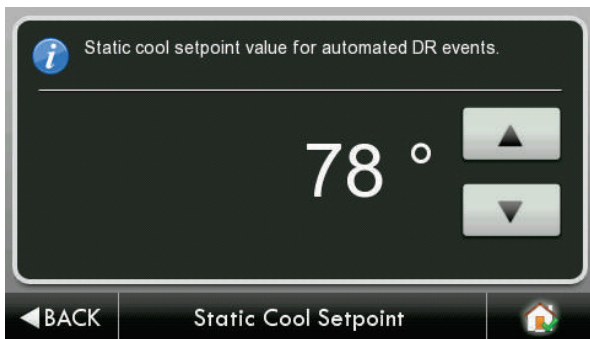 i Static cool setpoint value for automated DR events.
78 °
BACK
Static Cool Setpoint